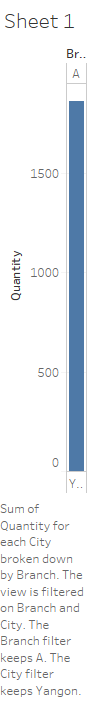 Sheet 1
Br..
A
1500
1000
500
0
Quantity
Y..
Sum of
Quantity for
each City
broken down
by Branch. The
view is filtered
on Branch and
City. The
Branch filter
keeps A. The
City filter
keeps Yangon.